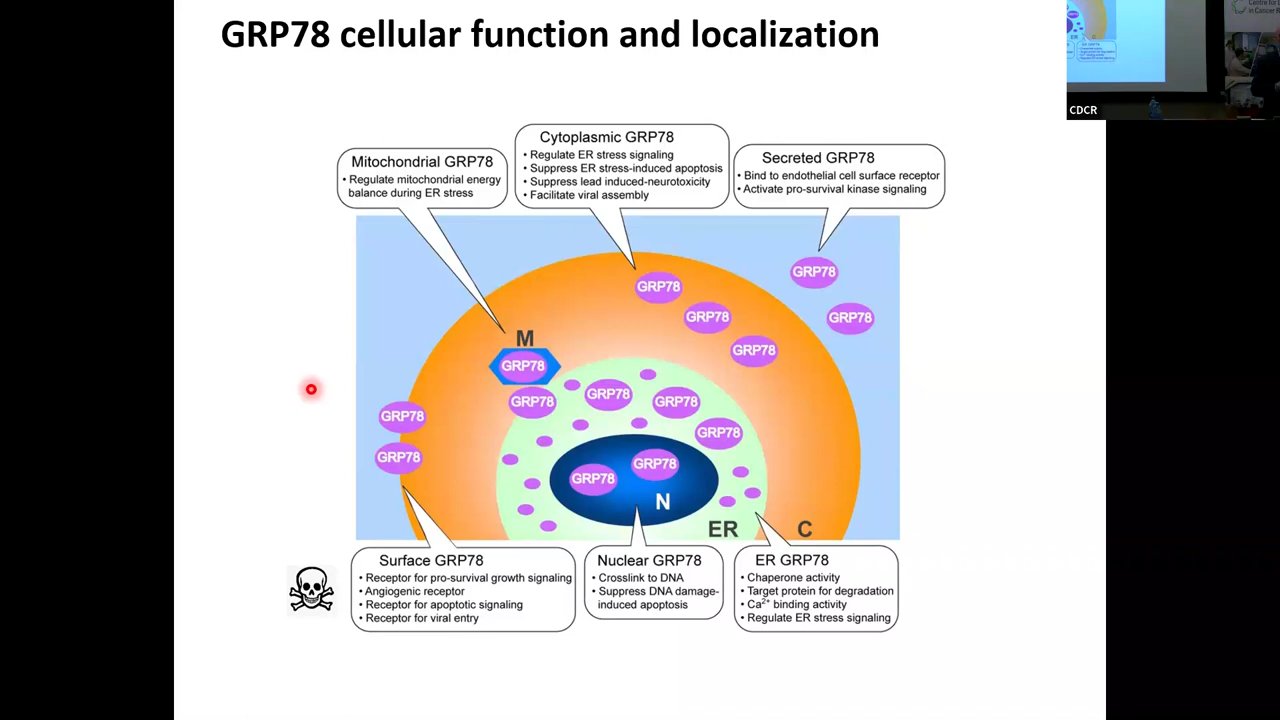 GRP78 cellular function and localization
Centre for
in Cancer R
ER
CDCR
Mitochondrial GRP78
• Regulate mitochondrial energy
balance during ER stress
Cytoplasmic GRP78
• Regulate ER stress signaling
• Suppress ER stress-induced apoptosis
• Suppress lead induced-neurotoxicity
• Facilitate viral assembly
Secreted GRP78
• Bind to endothelial cell surface receptor
• Activate pro-survival kinase signaling
GRP78
GRP78
GRP78
GRP78
GRP78
M
GRP78
GRP78
GRP78
GRP78
GRP78
GRP78
GRP78
GRP78
GRP78
N
ER
C
Surface GRP78
• Receptor for pro-survival growth signaling
• Angiogenic receptor
• Receptor for apoptotic signaling
• Receptor for viral entry
Nuclear GRP78
• Crosslink to DNA
• Suppress DNA damage-
induced apoptosis
ER GRP78
• Chaperone activity
• Target protein for degradation
• Ca²⁺ binding activity
• Regulate ER stress signaling